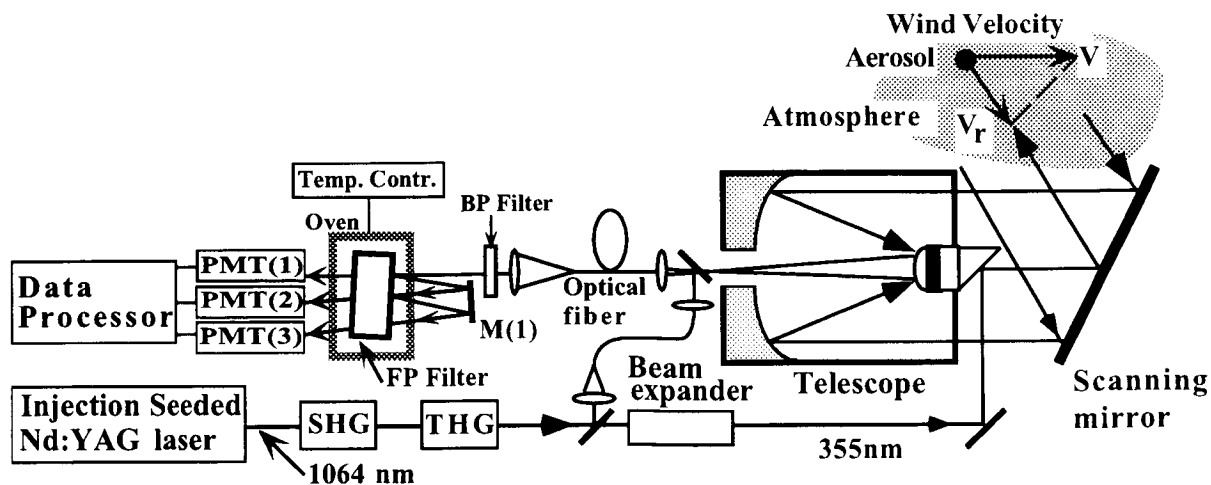 Wind Velocity
Aerosol
V
Atmosphere
V r
Temp. Contr.
BP Filter
Oven
PMT(1)
PMT(2)
PMT(3)
Data
Processor
Optical
fiber
M(1)
FP Filter
Beam
expander
Telescope
Scanning
mirror
Injection Seeded
Nd:YAG laser
SHG
THG
355nm
1064 nm